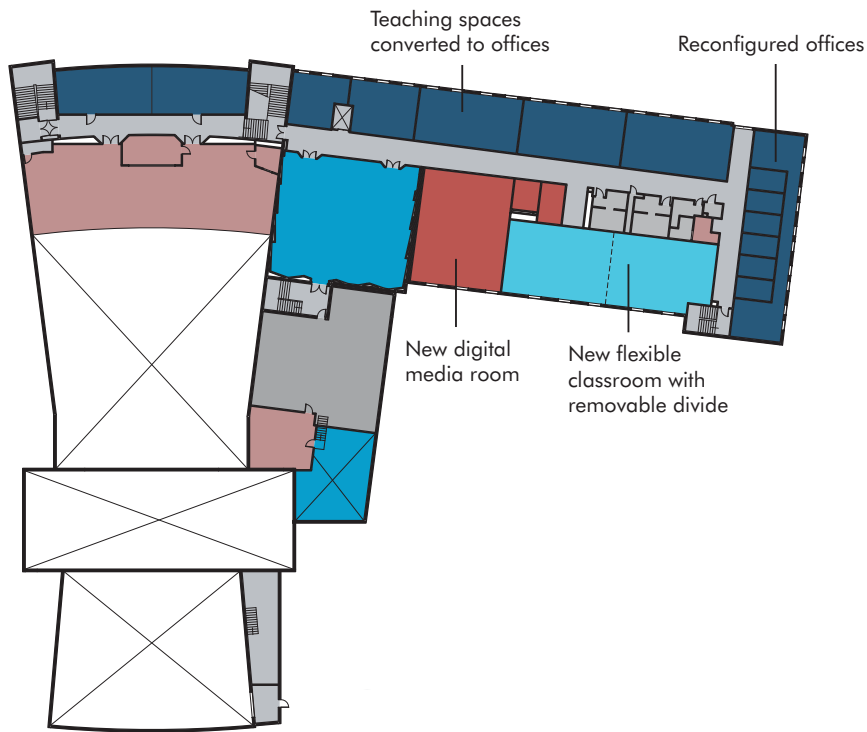 Teaching spaces
converted to offices
Reconfigured offices
New digital
media room
New flexible
classroom with
removable divide